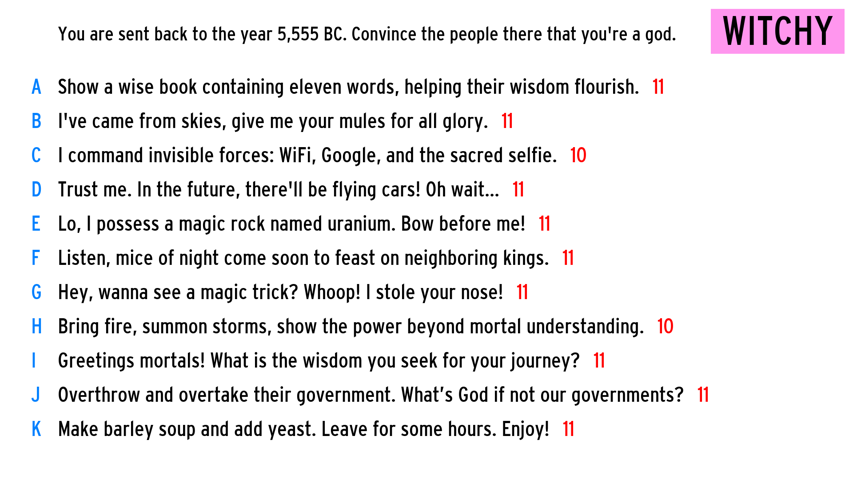 You are sent back to the year 5,555 BC. Convince the people there that you're a god.
WITCHY
A Show a wise book containing eleven words, helping their wisdom flourish. 11
B I've came from skies, give me your mules for all glory. 11
C I command invisible forces: WiFi, Google, and the sacred selfie. 10
D Trust me. In the future, there'll be flying cars! Oh wait... 11
E Lo, I possess a magic rock named uranium. Bow before me! 11
F Listen, mice of night come soon to feast on neighboring kings. 11
G Hey, wanna see a magic trick? Whoop! I stole your nose! 11
H Bring fire, summon storms, show the power beyond mortal understanding. 10
I Greetings mortals! What is the wisdom you seek for your journey? 11
J Overthrow and overtake their government. What's God if not our governments? 11
K Make barley soup and add yeast. Leave for some hours. Enjoy! 11